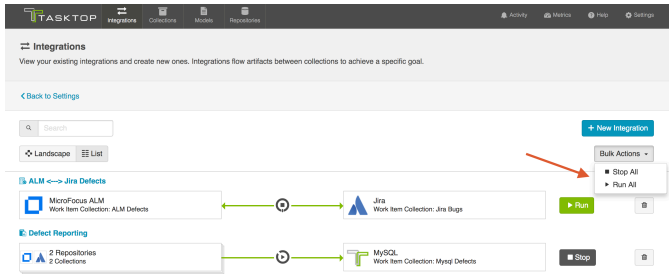 TASKTOP
Integrations
Collections
Models
Repositories
Activity
Metrics
Help
Settings
Integrations
View your existing integrations and create new ones. Integrations flow artifacts between collections to achieve a specific goal.
Back to Settings
Search
+ New Integration
Landscape
List
Bulk Actions
Stop All
Run All
ALM <---> Jira Defects
MicroFocus ALM
Work Item Collection: ALM Defects
Jira
Work Item Collection: Jira Bugs
Run
Defect Reporting
2 Repositories
2 Collections
MySQL
Work Item Collection: Mysql Defects
Stop